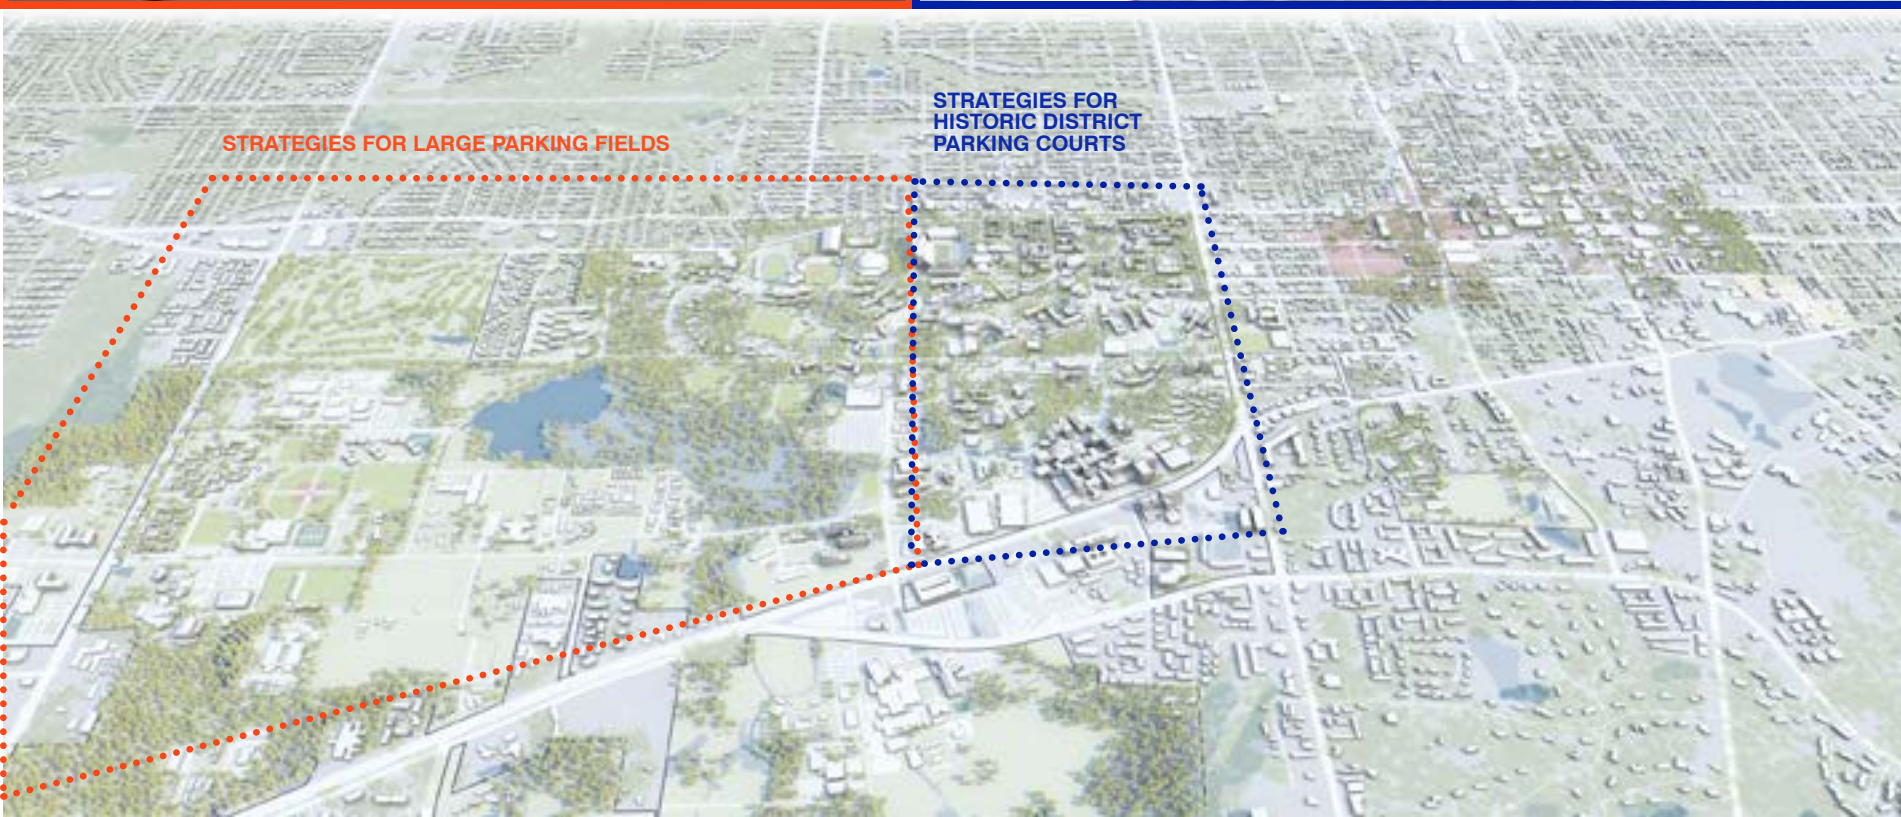 STRATEGIES FOR LARGE PARKING FIELDS
STRATEGIES FOR
HISTORIC DISTRICT
PARKING COURTS